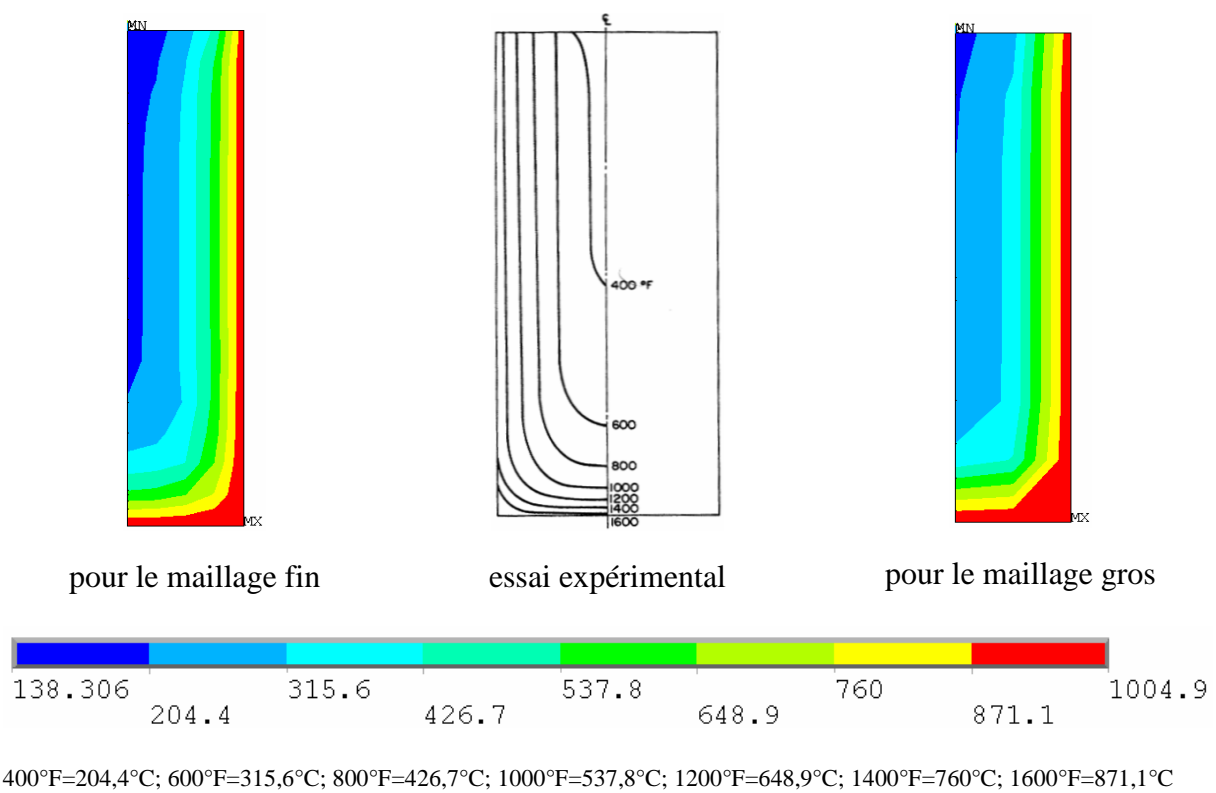 MN
℄
MN
400 °F
600
800
1000
1200
1400
1600
MX
MX
pour le maillage fin
essai expérimental
pour le maillage gros
138.306
204.4
315.6
426.7
537.8
648.9
760
871.1
1004.9
400°F=204,4°C; 600°F=315,6°C; 800°F=426,7°C; 1000°F=537,8°C; 1200°F=648,9°C; 1400°F=760°C; 1600°F=871,1°C